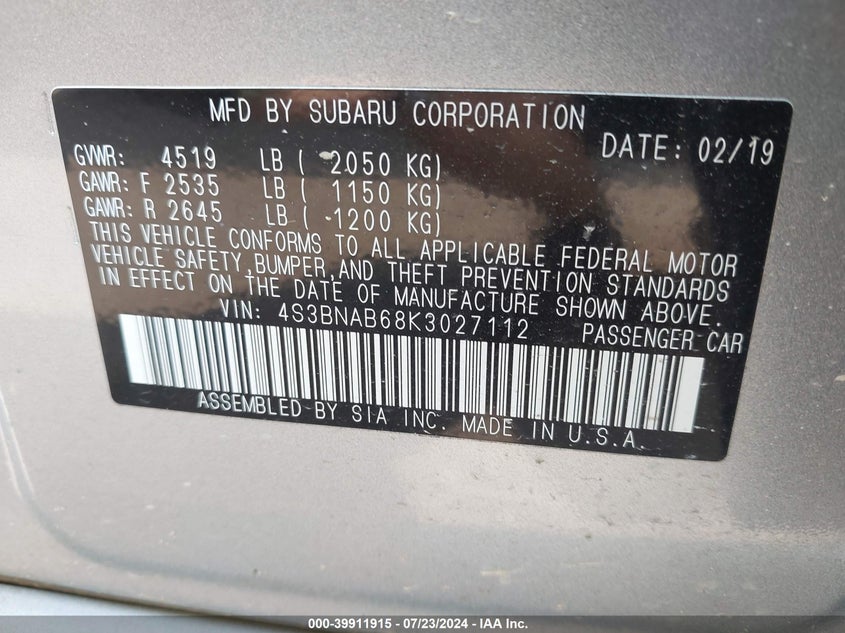 MFD BY SUBARU CORPORATION
DATE: 02/19
GVWR: 4519 LB ( 2050 KG)
GAWR: F 2535 LB ( 1150 KG)
GAWR: R 2645 LB ( 1200 KG)
THIS VEHICLE CONFORMS TO ALL APPLICABLE FEDERAL MOTOR
VEHICLE SAFETY, BUMPER, AND THEFT PREVENTION STANDARDS
IN EFFECT ON THE DATE OF MANUFACTURE SHOWN ABOVE.
VIN: 4S3BNAB68K3027112 PASSENGER CAR
ASSEMBLED BY SIA INC. MADE IN U.S.A.
000-39911915 - 07/23/2024 - IAA Inc.